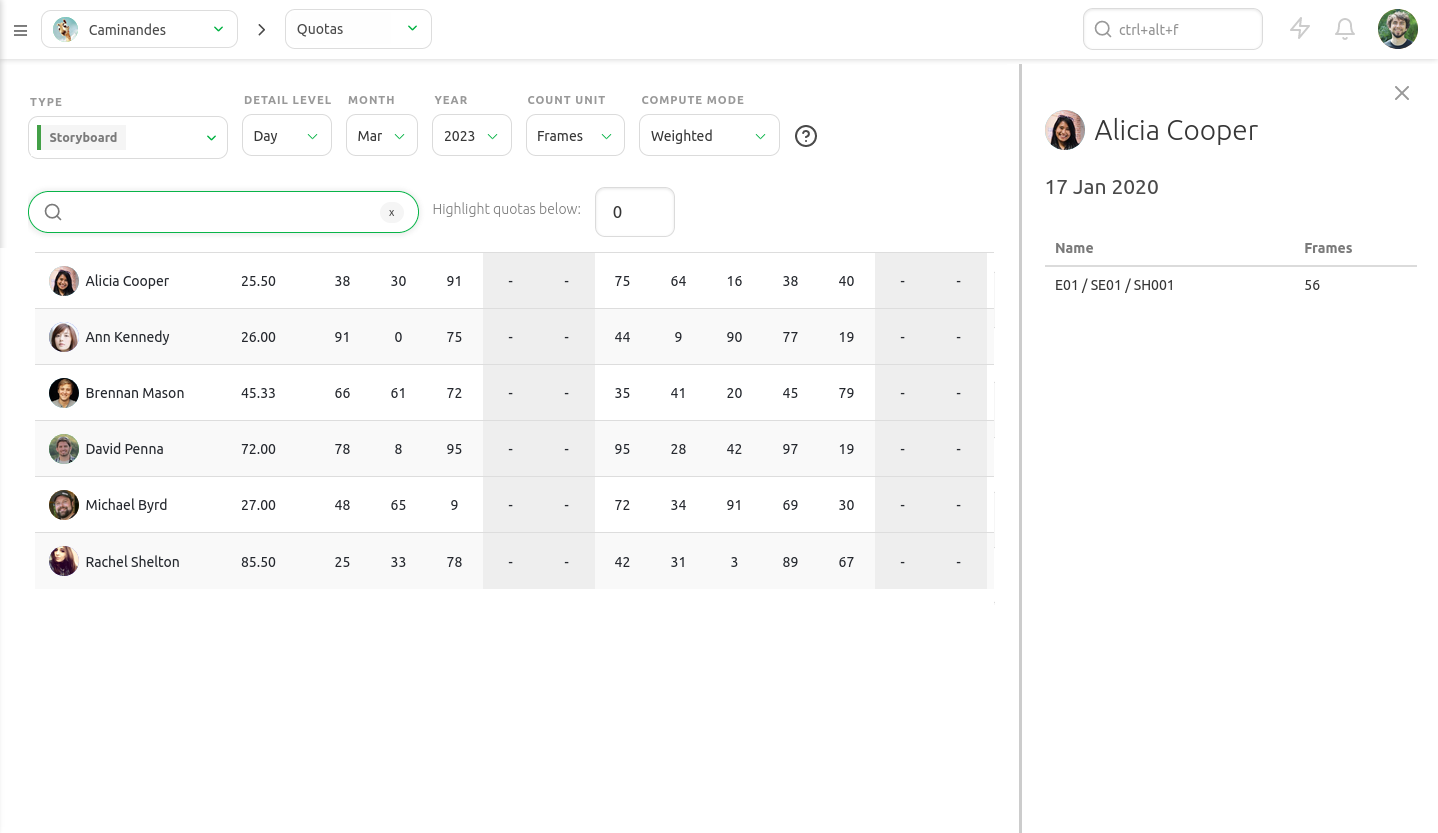 Caminandes
Quotas
ctrl+alt+f
TYPE DETAIL LEVEL MONTH YEAR COUNT UNIT COMPUTE MODE
Storyboard Day Mar 2023 Frames Weighted ?
x Highlight quotas below: 0
Alicia Cooper 25.50 38 30 91 - - 75 64 16 38 40 - -
Ann Kennedy 26.00 91 0 75 - - 44 9 90 77 19 - -
Brennan Mason 45.33 66 61 72 - - 35 41 20 45 79 - -
David Penna 72.00 78 8 95 - - 95 28 42 97 19 - -
Michael Byrd 27.00 48 65 9 - - 72 34 91 69 30 - -
Rachel Shelton 85.50 25 33 78 - - 42 31 3 89 67 - -
Alicia Cooper
17 Jan 2020
Name Frames
E01 / SE01 / SH001 56